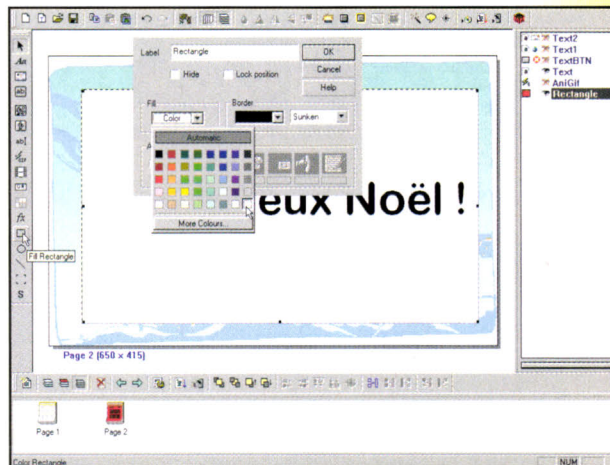 Label Rectangle OK
Hide Lock position Cancel
Help
Fill Border
Color Sunken
Automatic
More Colours...
eux Noël !
Fill Rectangle
Page 2 (650 x 415)
Text2
Text1
TextBTN
Text
AniGif
Rectangle
Page 1 Page 2
Color Rectangle NUM